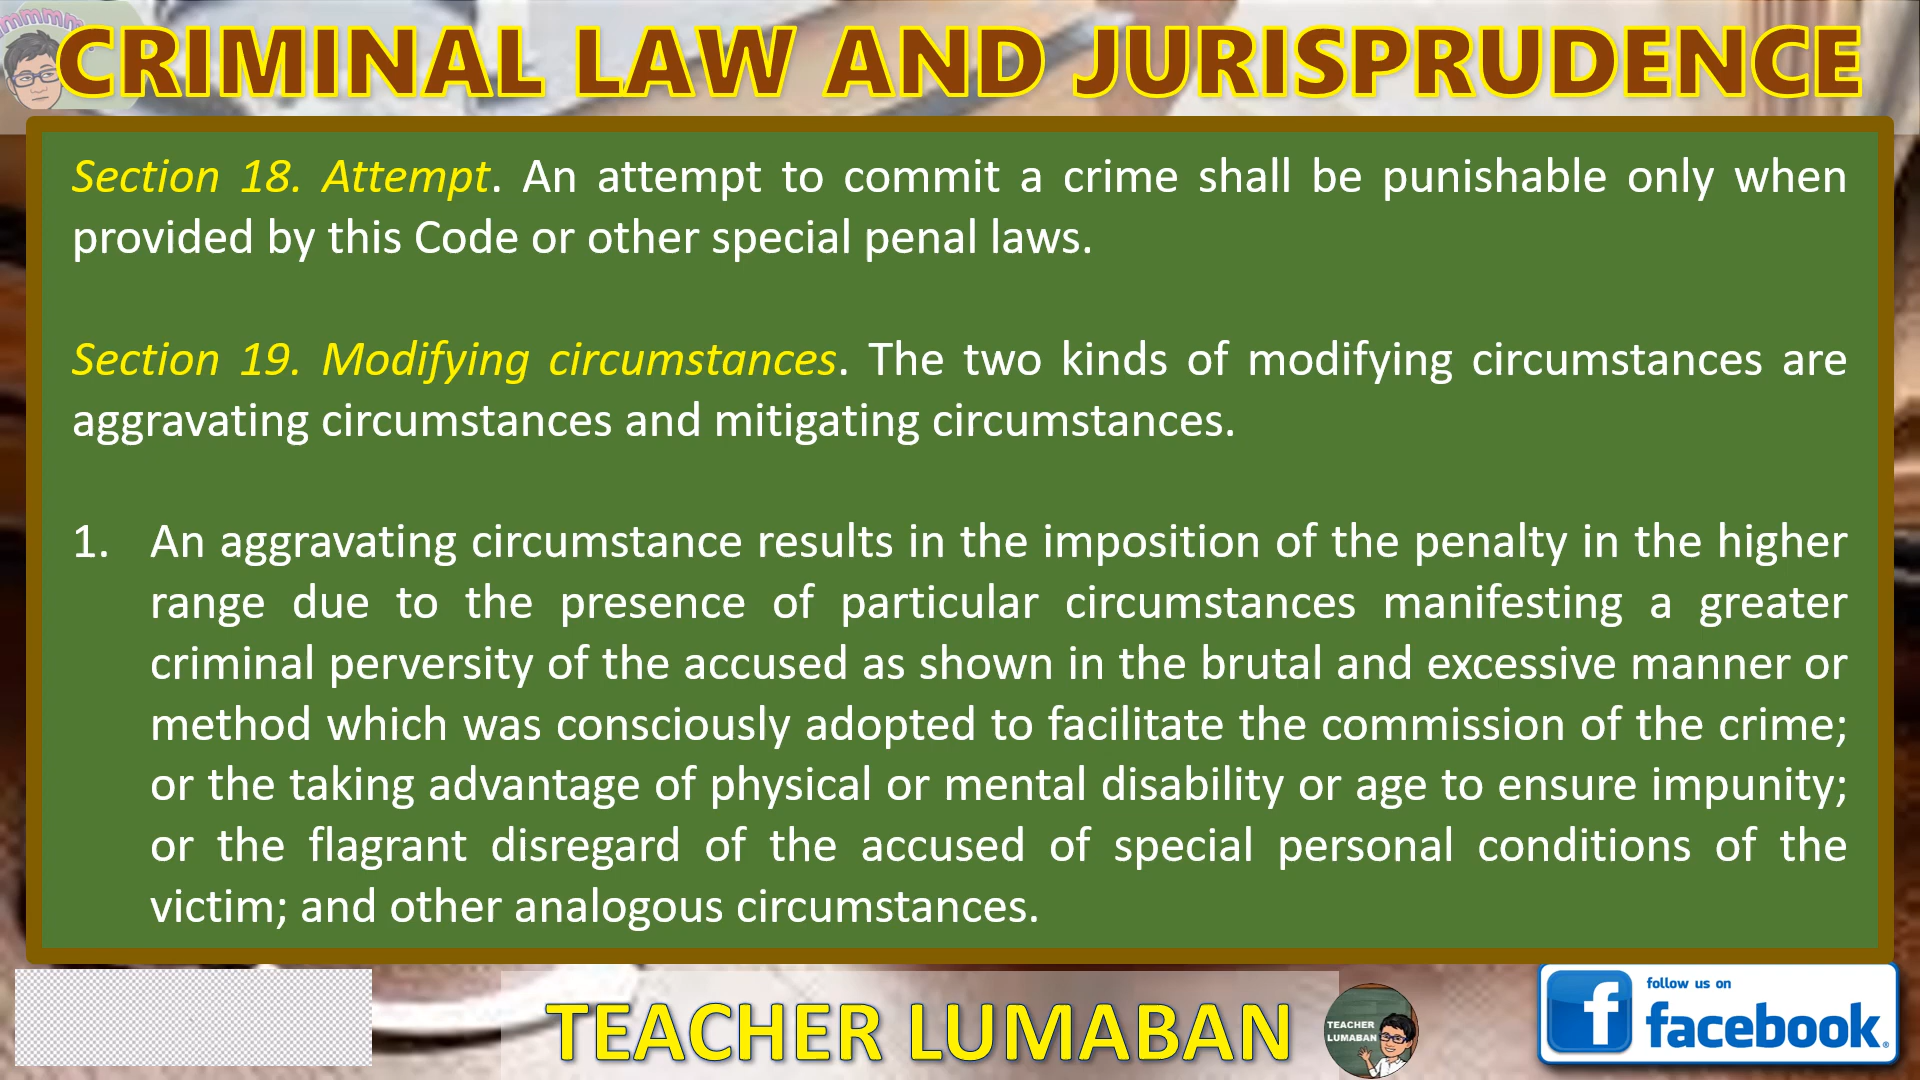 mmmm
CRIMINAL LAW AND JURISPRUDENCE
Section 18. Attempt. An attempt to commit a crime shall be punishable only when
provided by this Code or other special penal laws.
Section 19. Modifying circumstances. The two kinds of modifying circumstances are
aggravating circumstances and mitigating circumstances.
1. An aggravating circumstance results in the imposition of the penalty in the higher
range due to the presence of particular circumstances manifesting a greater
criminal perversity of the accused as shown in the brutal and excessive manner or
method which was consciously adopted to facilitate the commission of the crime;
or the taking advantage of physical or mental disability or age to ensure impunity;
or the flagrant disregard of the accused of special personal conditions of the
victim; and other analogous circumstances.
TEACHER LUMABAN
TEACHER
LUMABAN
f
follow us on
facebook.